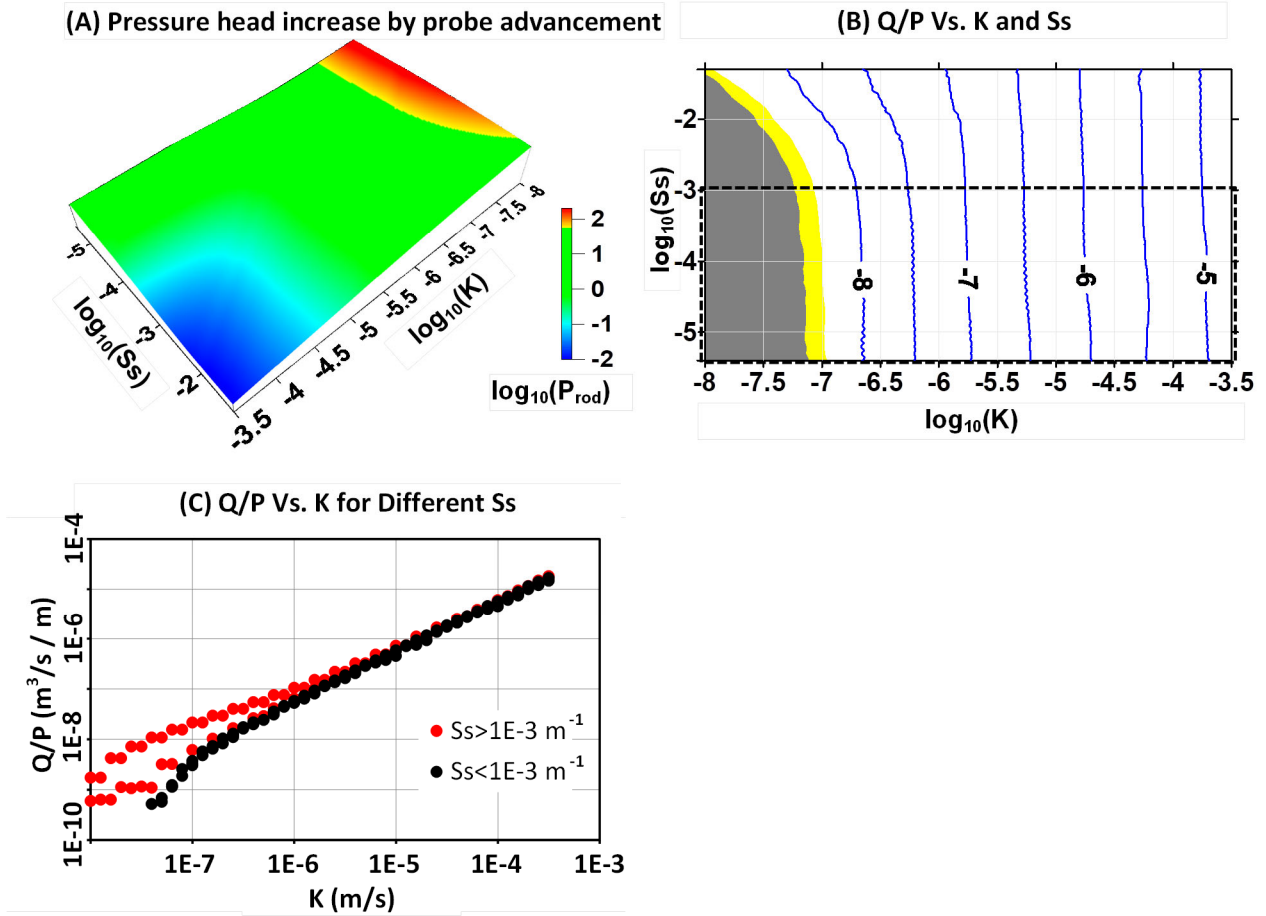 (A) Pressure head increase by probe advancement
-5
-4
-3
-2
log10(Ss)
-3.5
-4
-4.5
-5
-5.5
-6
-6.5
-7
-7.5
-8
log10(K)
2
1
0
-1
-2
log10(Prod)
(B) Q/P Vs. K and Ss
-2
-3
-4
-5
log10(Ss)
-8
-7
-6
-5
-8
-7.5
-7
-6.5
-6
-5.5
-5
-4.5
-4
-3.5
log10(K)
(C) Q/P Vs. K for Different Ss
1E-4
1E-6
1E-8
1E-10
Q/P (m³/s / m)
Ss>1E-3 m⁻¹
Ss<1E-3 m⁻¹
1E-7
1E-6
1E-5
1E-4
1E-3
K (m/s)